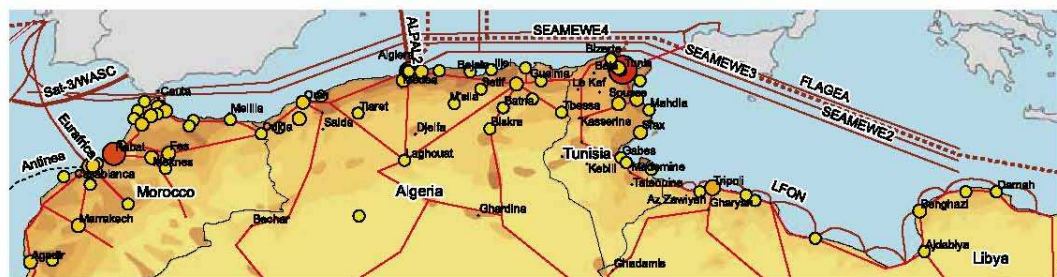 SEAMEWE4
ALPAL2
Bizerte
SEAMEWE3
Algiers
Tunis
Sat-3/WASC
Bejaia
Jijel
Guelma
FLAGEA
Setif
Le Kef
Ceuta
Sousse
SEAMEWE2
Melilla
Oran
M'sila
Batna
Mahdia
Tiaret
Tbessa
Eurafrica
Oujda
Saida
Djelfa
Biskra
Kasserine
Sfax
Rabat
Fes
Antinea
Meknes
Laghouat
Tunisia
Gabes
Kebili
Medemine
Casablanca
Tataouine
Tripoli
LFON
Darnah
Morocco
Algeria
Az Zawiyah
Gharyan
Marrakech
Bechar
Ghardina
Benghazi
Agadir
Ghadamis
Ajdabiya
Libya